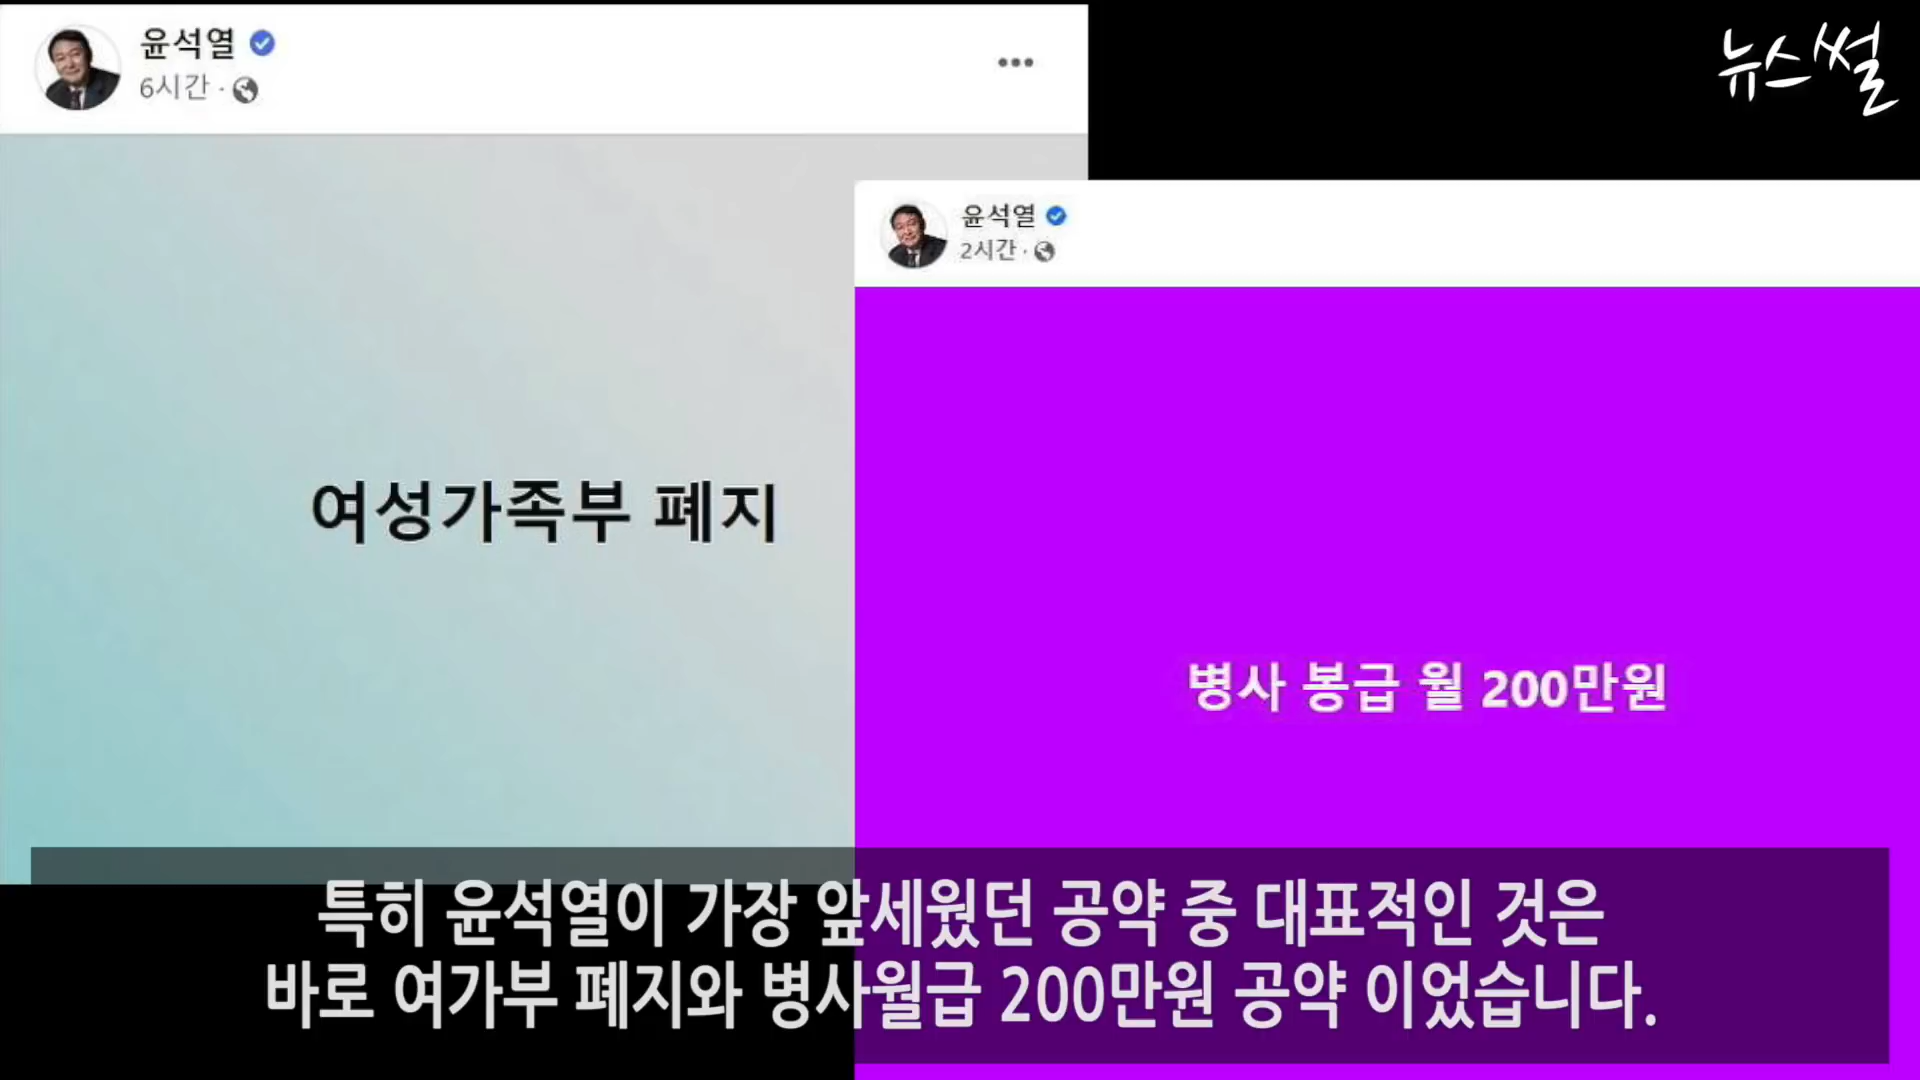 윤석열
6시간 ·
뉴스썰
윤석열
2시간 ·
여성가족부 폐지
병사 봉급 월 200만원
특히 윤석열이 가장 앞세웠던 공약 중 대표적인 것은
바로 여가부 폐지와 병사월급 200만원 공약 이었습니다.